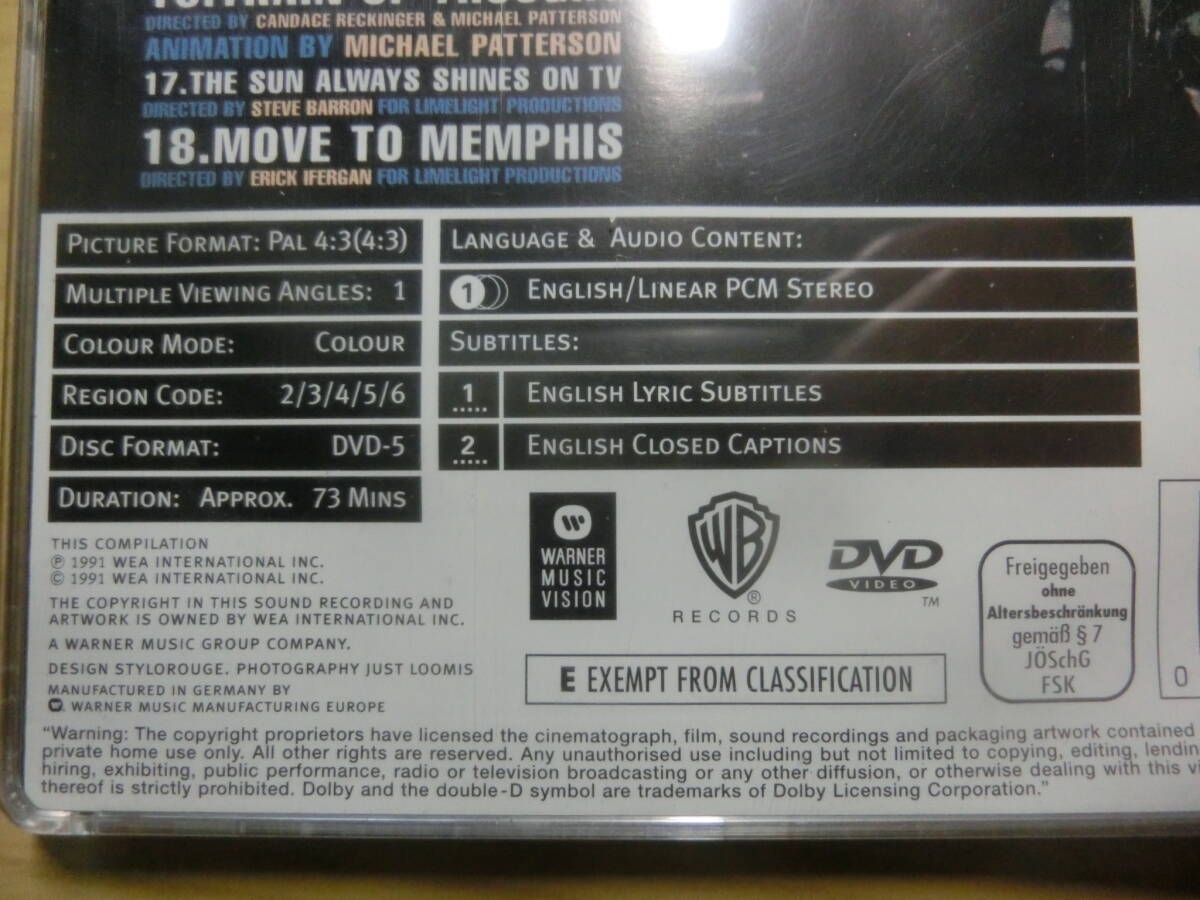 16.TRAIN OF THOUGHT
DIRECTED BY CANDACE RECKINGER & MICHAEL PATTERSON
ANIMATION BY MICHAEL PATTERSON
17.THE SUN ALWAYS SHINES ON TV
DIRECTED BY STEVE BARRON FOR LIMELIGHT PRODUCTIONS
18.MOVE TO MEMPHIS
DIRECTED BY ERICK IFERGAN FOR LIMELIGHT PRODUCTIONS
PICTURE FORMAT: PAL 4:3(4:3)
MULTIPLE VIEWING ANGLES: 1
COLOUR MODE: COLOUR
REGION CODE: 2/3/4/5/6
DISC FORMAT: DVD-5
DURATION: APPROX. 73 MINS
LANGUAGE & AUDIO CONTENT:
1 ENGLISH/LINEAR PCM STEREO
SUBTITLES:
1 ENGLISH LYRIC SUBTITLES
2 ENGLISH CLOSED CAPTIONS
THIS COMPILATION
℗ 1991 WEA INTERNATIONAL INC.
© 1991 WEA INTERNATIONAL INC.
THE COPYRIGHT IN THIS SOUND RECORDING AND
ARTWORK IS OWNED BY WEA INTERNATIONAL INC.
A WARNER MUSIC GROUP COMPANY.
DESIGN STYLOROUGE. PHOTOGRAPHY JUST LOOMIS
MANUFACTURED IN GERMANY BY
WARNER MUSIC MANUFACTURING EUROPE
WARNER
MUSIC
VISION
WB
®
RECORDS
DVD
VIDEO
TM
E EXEMPT FROM CLASSIFICATION
Freigegeben
ohne
Altersbeschränkung
gemäß § 7
JÖSchG
FSK
0
"Warning: The copyright proprietors have licensed the cinematograph, film, sound recordings and packaging artwork contained
private home use only. All other rights are reserved. Any unauthorised use including but not limited to copying, editing,
hiring, exhibiting, public performance, radio or television broadcasting or any other diffusion, or otherwise dealing with this
thereof is strictly prohibited. Dolby and the double-D symbol are trademarks of Dolby Licensing Corporation."